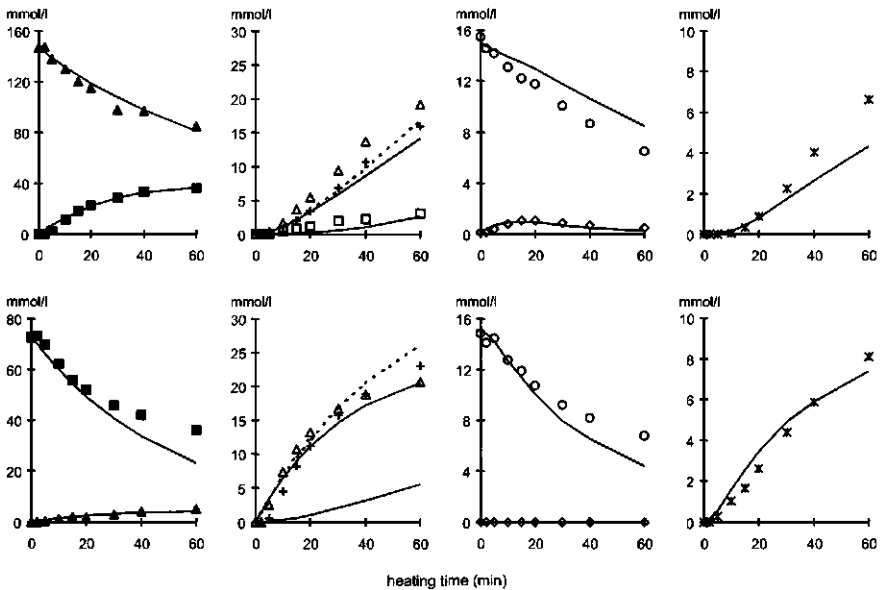 mmol/l mmol/l mmol/l mmol/l
160 30 16 10
120 25 12 8
80 20 8 6
40 15 4 4
0 10 0 2
5 0
0
0 20 40 60 0 20 40 60 0 20 40 60 0 20 40 60
mmol/l mmol/l mmol/l mmol/l
80 30 16 10
60 25 12 8
40 20 8 6
20 15 4 4
0 10 0 2
5 0
0
0 20 40 60 0 20 40 60 0 20 40 60 0 20 40 60
heating time (min)